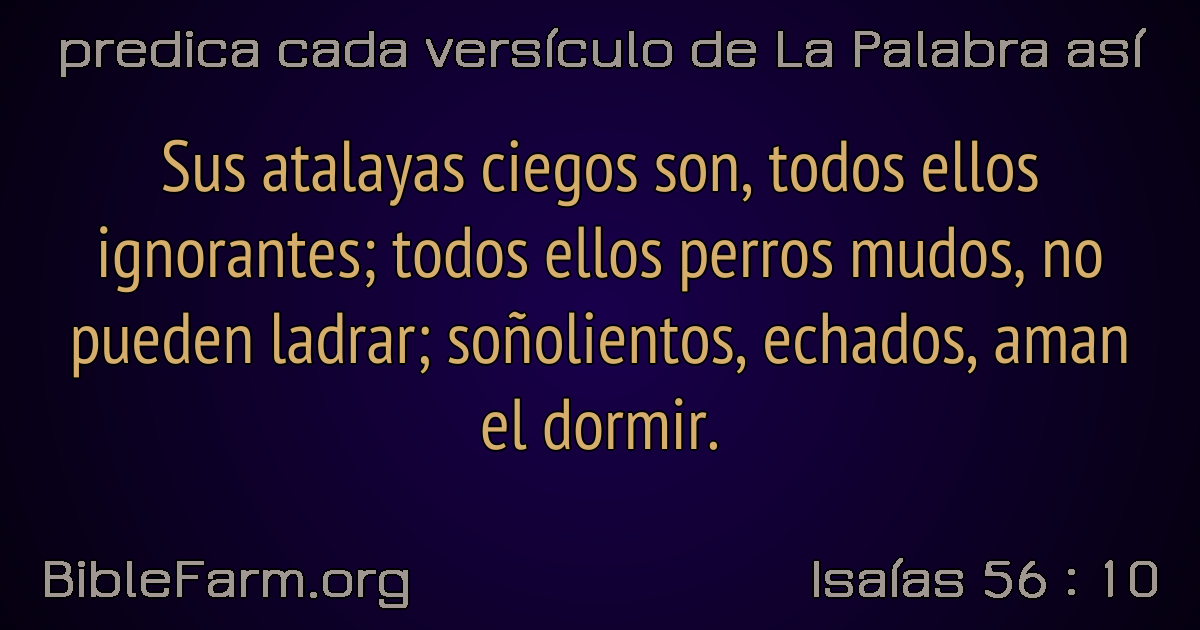 predica cada versículo de La Palabra así
Sus atalayas ciegos son, todos ellos
ignorantes; todos ellos perros mudos, no
pueden ladrar; soñolientos, echados, aman
el dormir.
BibleFarm.org
Isaías 56 : 10